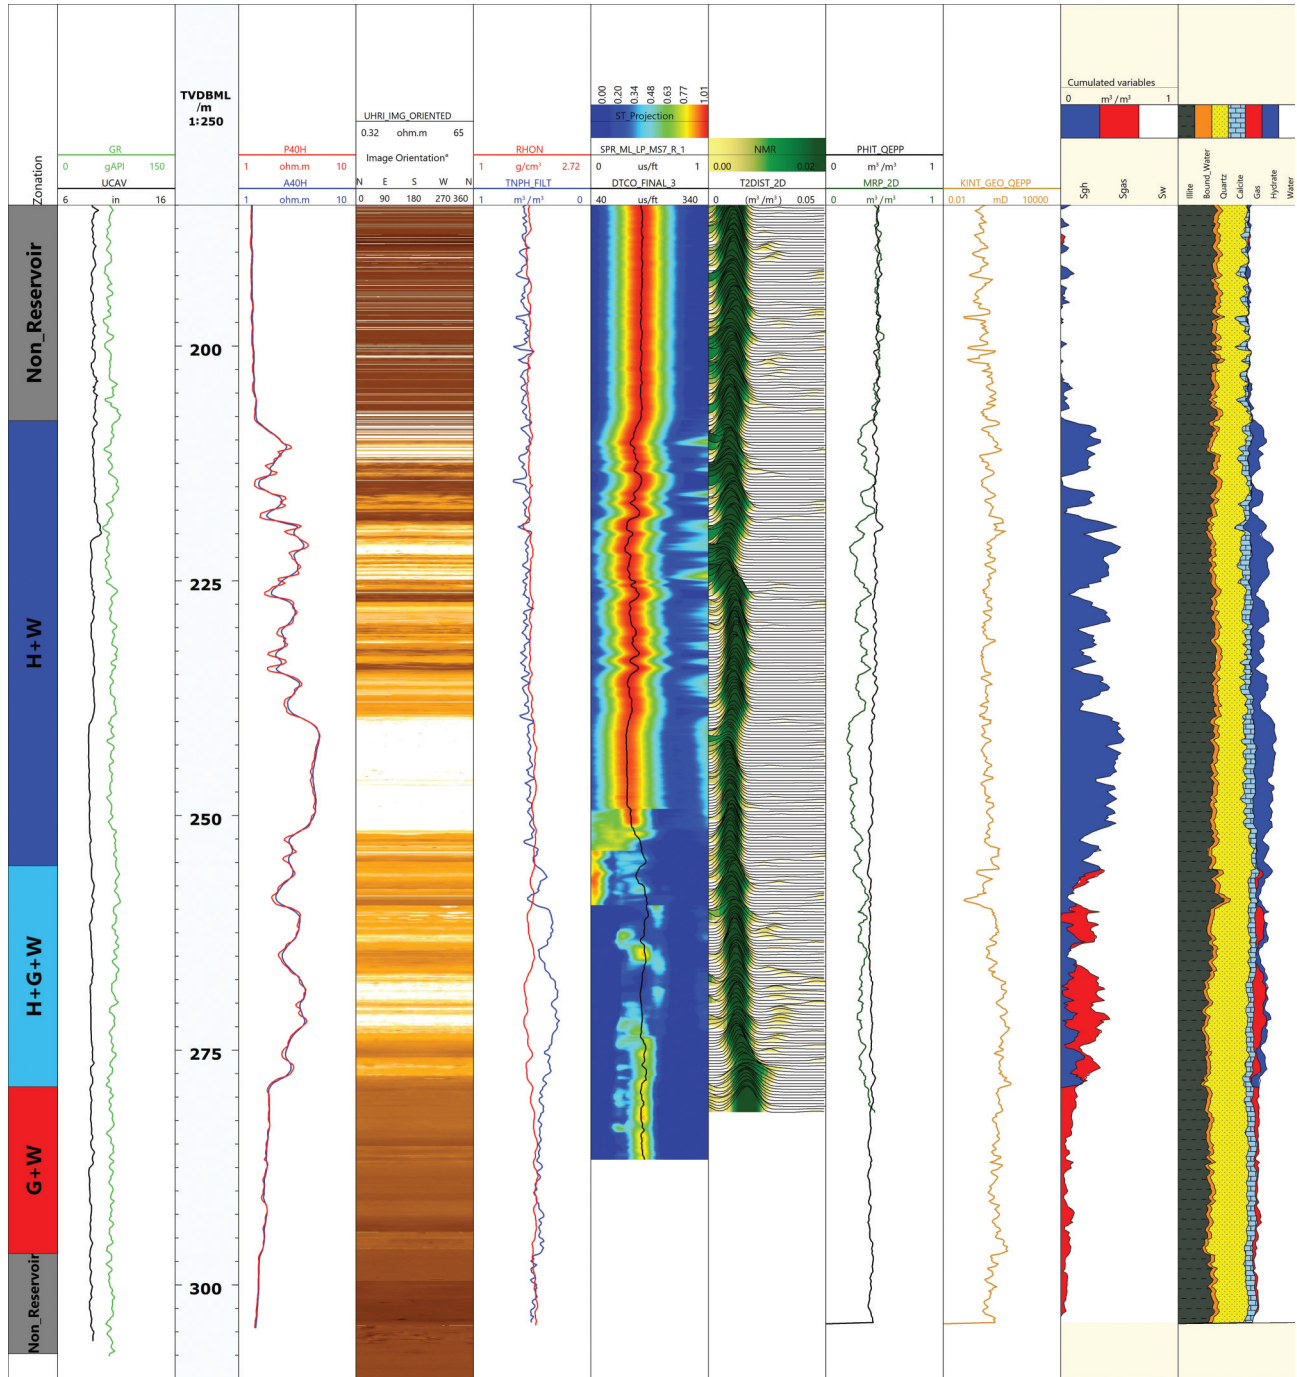 Zonation
GR
0 gAPI 150
UCAV
6 in 16
TVDBML
/m
1:250
P40H
1 ohm.m 10
A40H
1 ohm.m 10
UHRI_IMG_ORIENTED
0.32 ohm.m 65
Image Orientation°
N E S W N
0 90 180 270 360
RHON
1 g/cm³ 2.72
TNPH_FILT
1 m³/m³ 0
0.00 0.20 0.34 0.48 0.63 0.77 1.01
ST_Projection
SPR_ML_LP_MS7_R_1
0 us/ft 1
DTCO_FINAL_3
40 us/ft 340
NMR
0.00 0.02
T2DIST_2D
0 (m³/m³) 0.05
PHIT_QEPP
0 m³/m³ 1
MRP_2D
0 m³/m³ 1
KINT_GEO_QEPP
0.01 mD 10000
Cumulated variables
0 m³/m³ 1
Sgh
Sgas
Sw
Illite
Bound_Water
Quartz
Calcite
Gas
Hydrate
Water
Non_Reservoir
200
H+W
225
250
H+G+W
275
G+W
Non_Reservoir
300